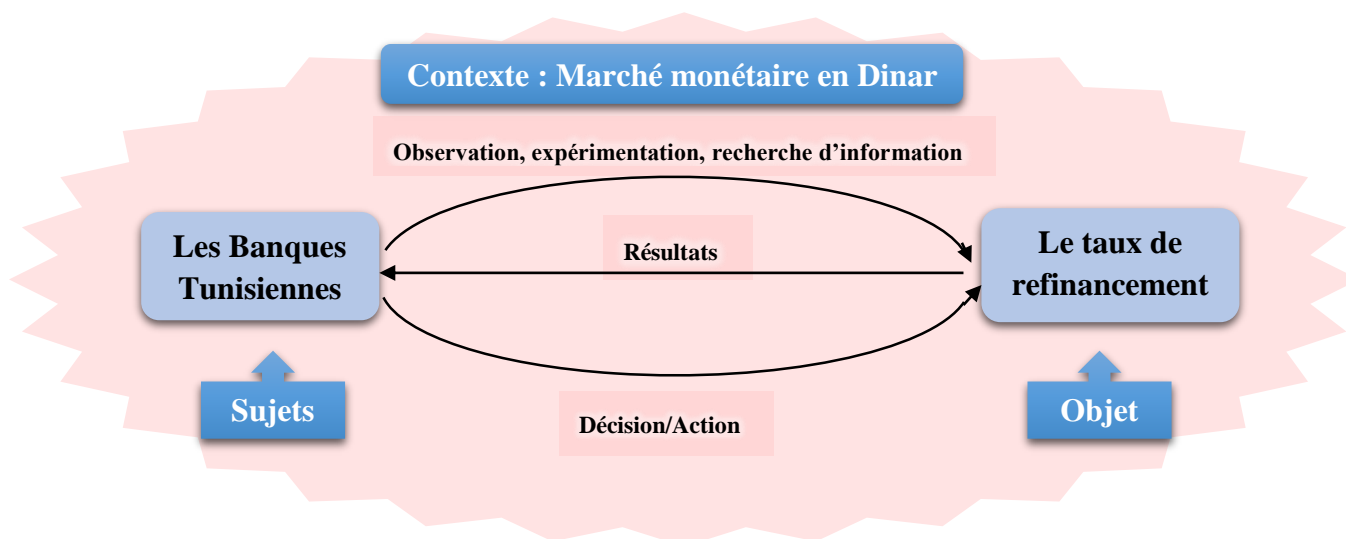 Contexte : Marché monétaire en Dinar
Observation, expérimentation, recherche d’information
Les Banques
Tunisiennes
Résultats
Le taux de
refinancement
Sujets
Décision/Action
Objet